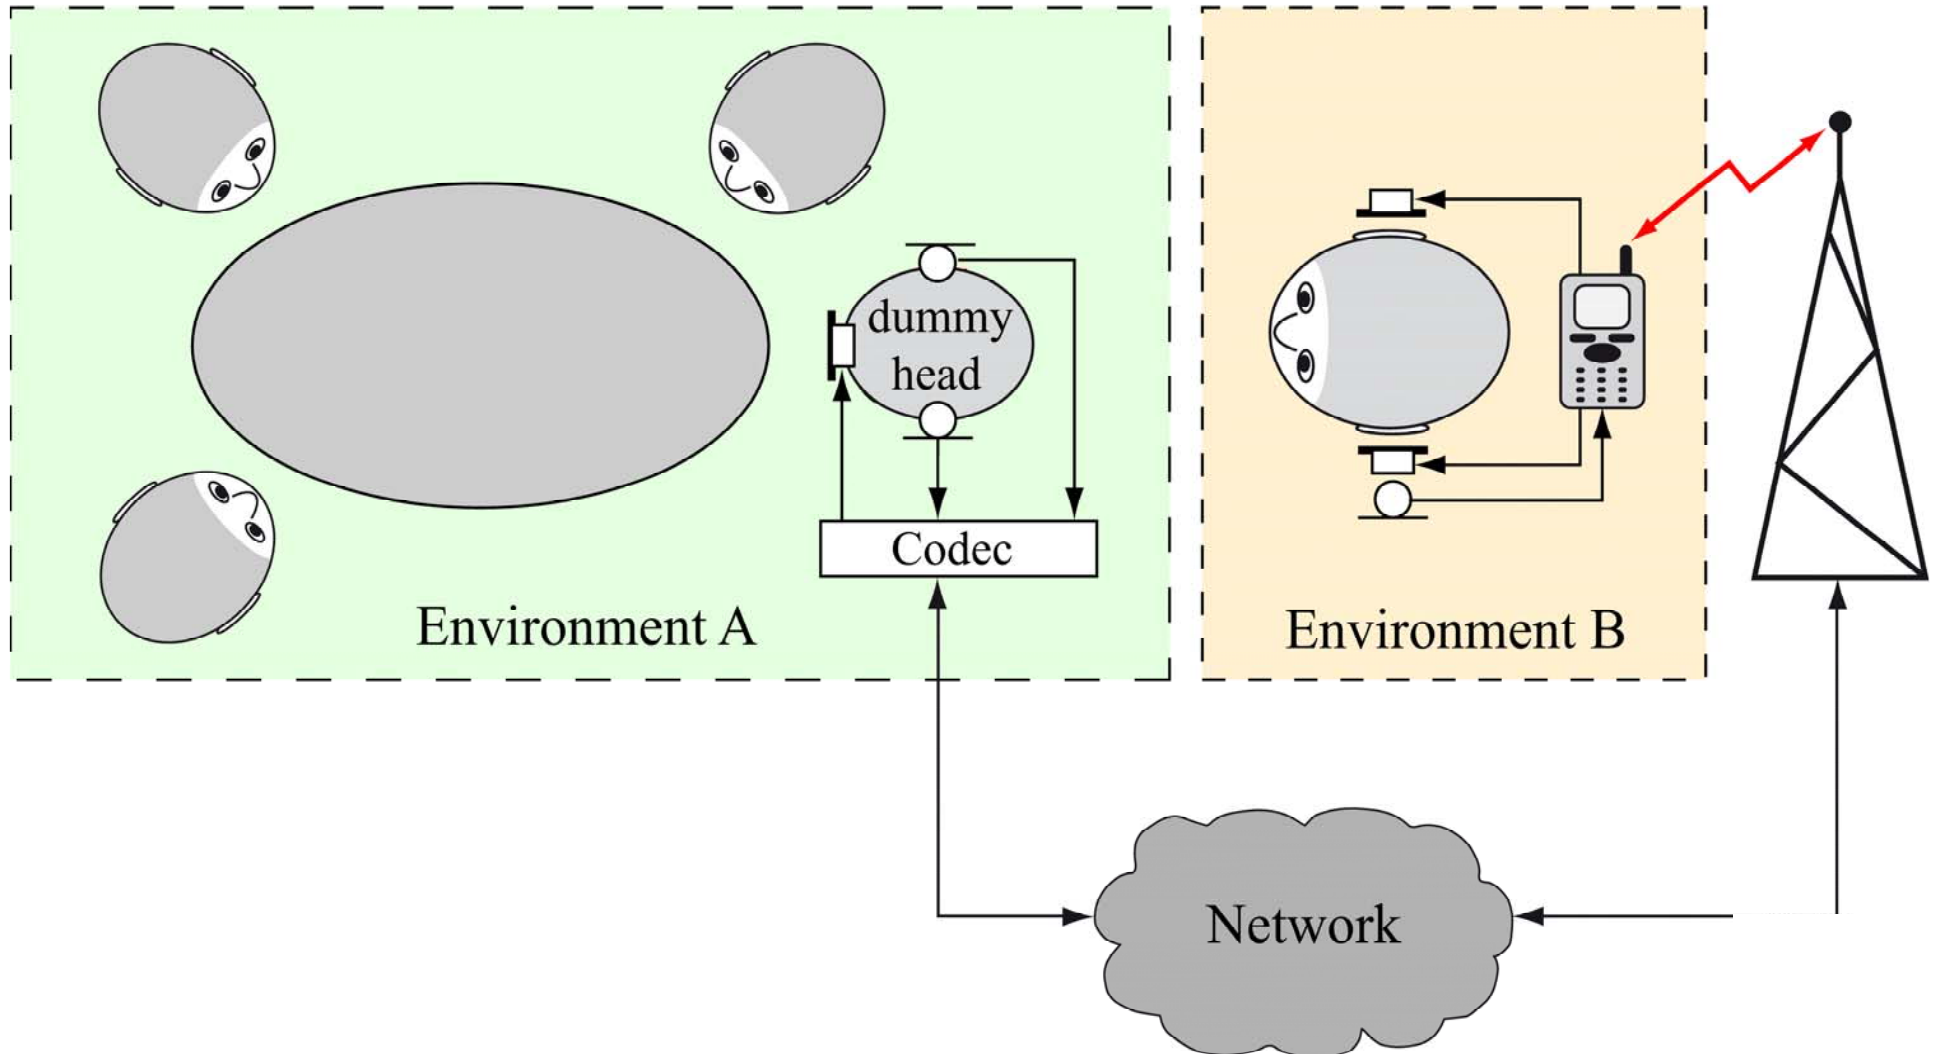 dummy
head
Codec
Environment A
Environment B
Network